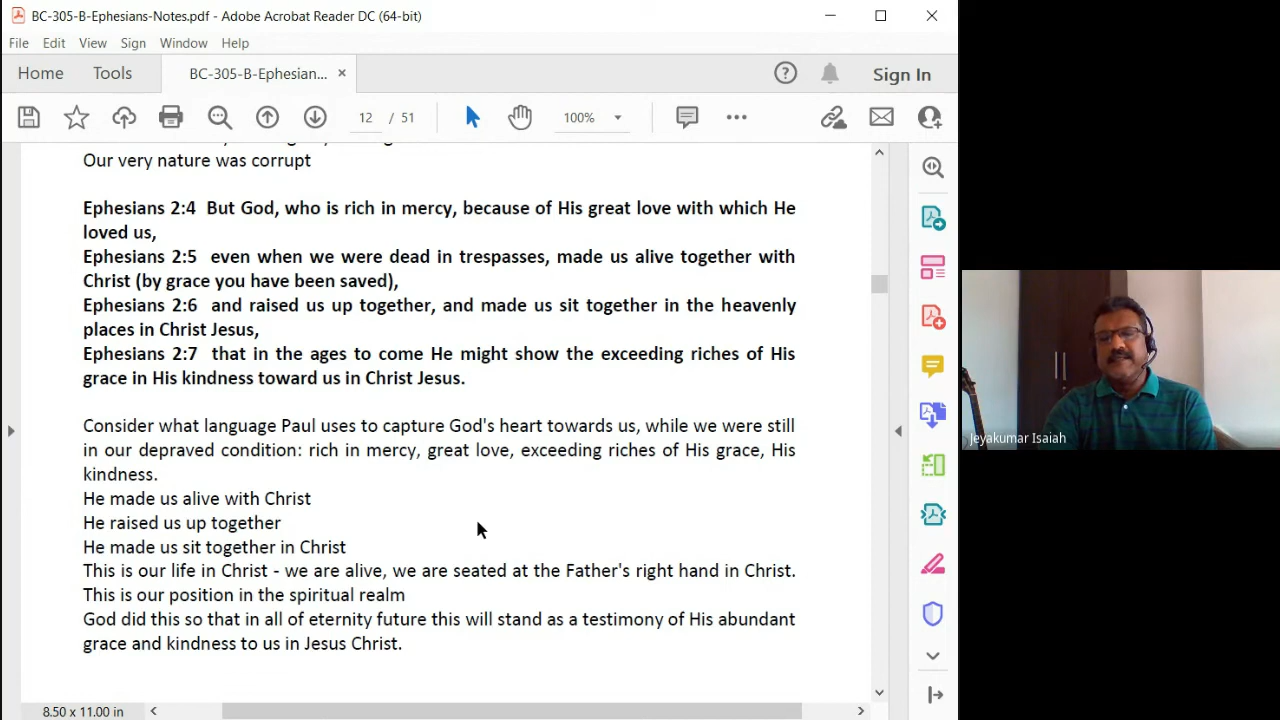 BC-305-B-Ephesians-Notes.pdf - Adobe Acrobat Reader DC (64-bit)
File Edit View Sign Window Help
Home Tools BC-305-B-Ephesian... × Sign In
12 / 51 100%
Our very nature was corrupt
Ephesians 2:4 But God, who is rich in mercy, because of His great love with which He
loved us,
Ephesians 2:5 even when we were dead in trespasses, made us alive together with
Christ (by grace you have been saved),
Ephesians 2:6 and raised us up together, and made us sit together in the heavenly
places in Christ Jesus,
Ephesians 2:7 that in the ages to come He might show the exceeding riches of His
grace in His kindness toward us in Christ Jesus.
Consider what language Paul uses to capture God's heart towards us, while we were still
in our depraved condition: rich in mercy, great love, exceeding riches of His grace, His
kindness.
He made us alive with Christ
He raised us up together
He made us sit together in Christ
This is our life in Christ - we are alive, we are seated at the Father's right hand in Christ.
This is our position in the spiritual realm
God did this so that in all of eternity future this will stand as a testimony of His abundant
grace and kindness to us in Jesus Christ.
8.50 x 11.00 in
Jeyakumar Isaiah